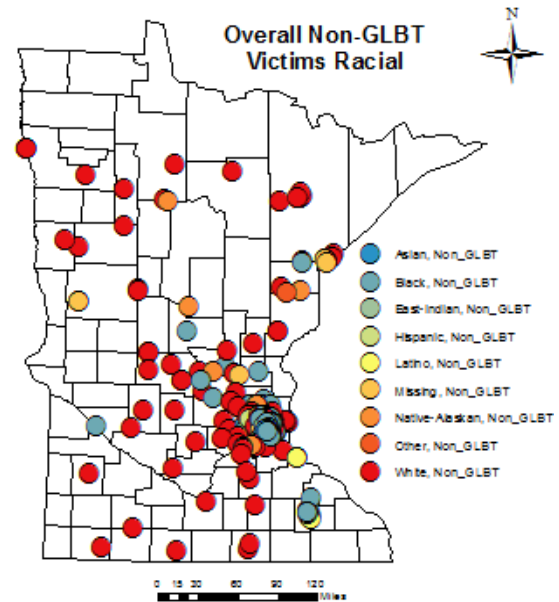 Overall Non-GLBT
Victims Racial
N
Asian, Non_GLBT
Black, Non_GLBT
East-Indian, Non_GLBT
Hispanic, Non_GLBT
Latino, Non_GLBT
Missing, Non_GLBT
Native-Alaskan, Non_GLBT
Other, Non_GLBT
White, Non_GLBT
0 15 30 60 90 120
Miles